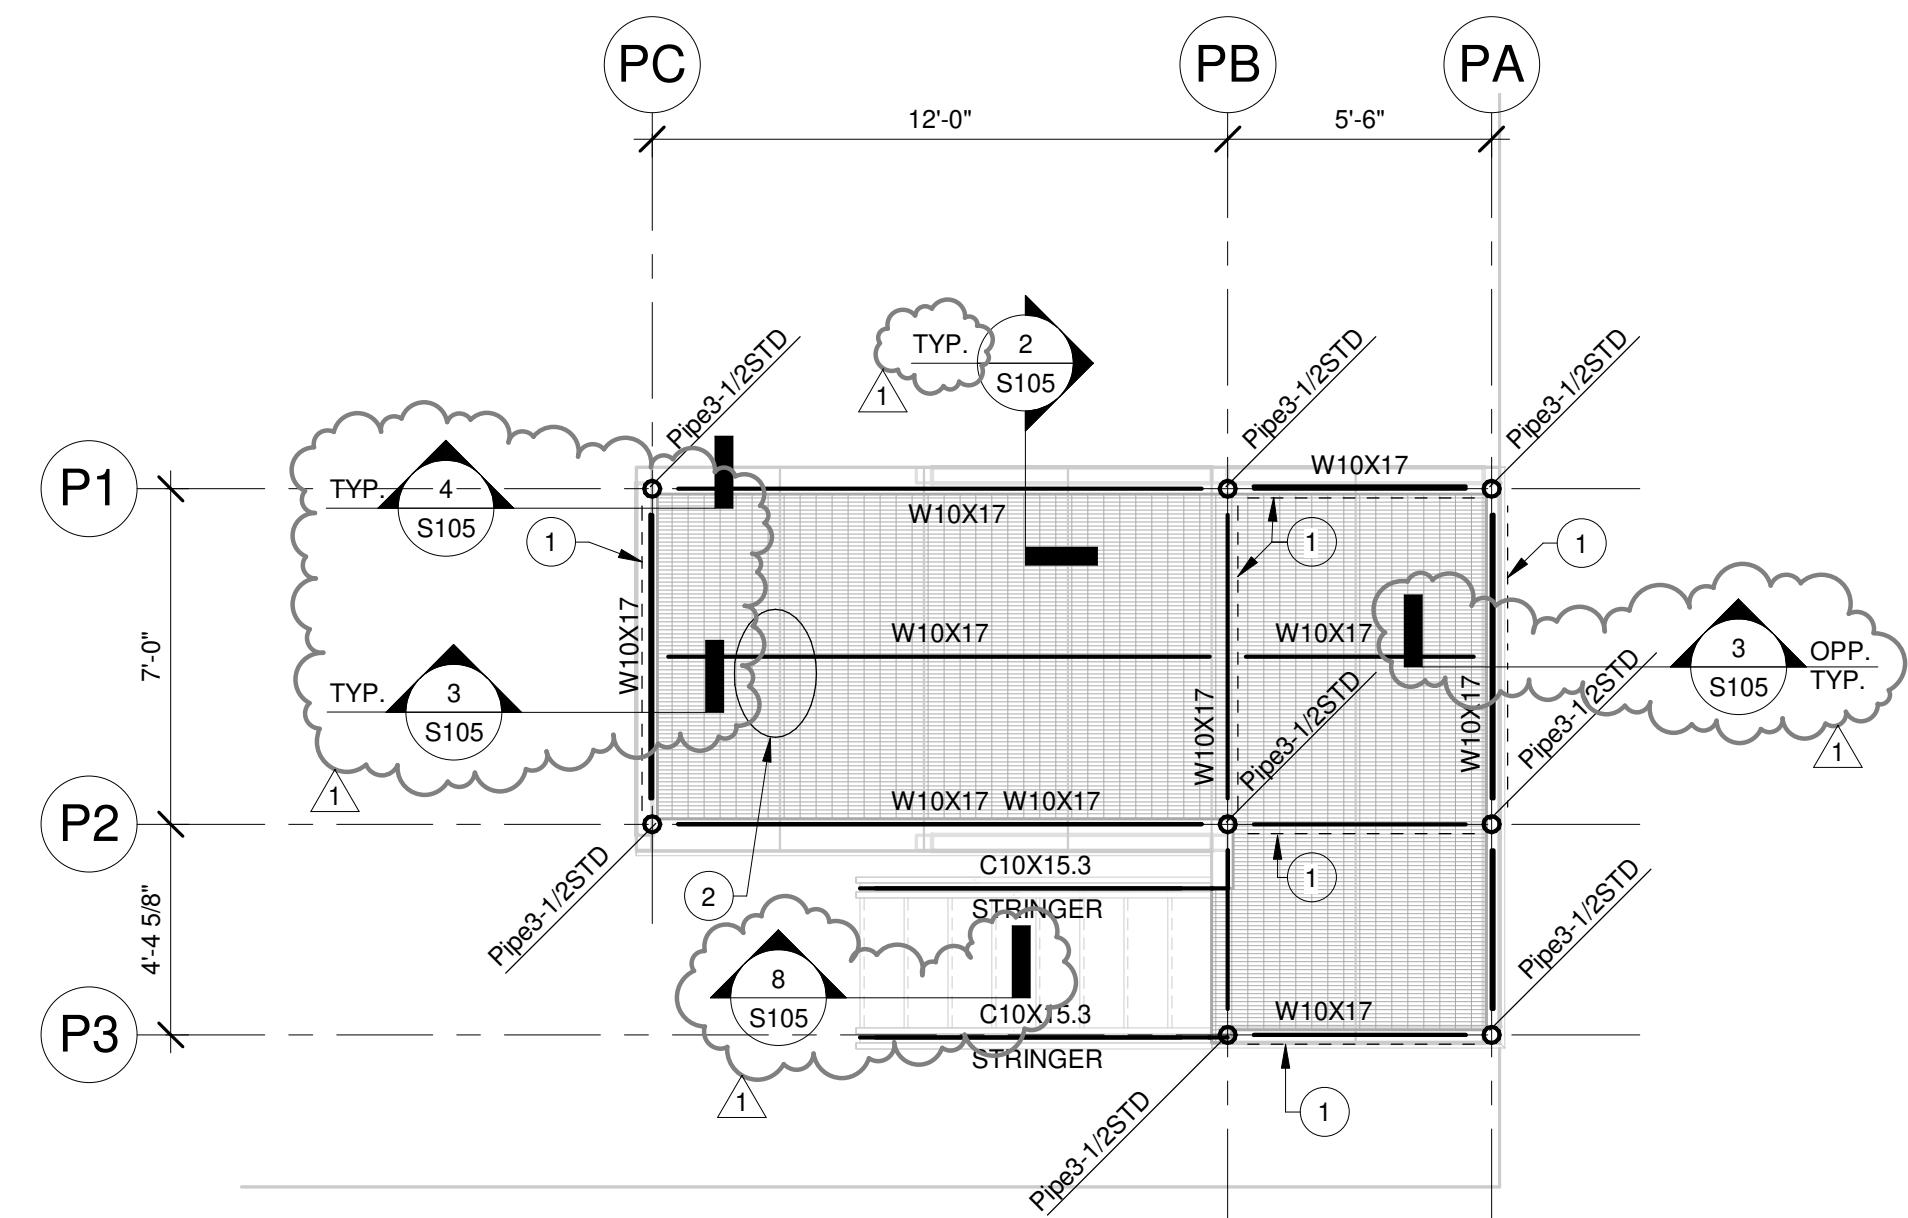 PC
PB
PA
12'-0"
5'-6"
Pipe3-1/2STD
Pipe3-1/2STD
Pipe3-1/2STD
TYP.
2
S105
1
P1
TYP.
4
S105
W10X17
W10X17
1
1
1
W10X17
W10X17
W10X17
7'-0"
TYP.
3
S105
3
S105
OPP.
TYP.
W10X17
W10X17
Pipe3-1/2STD
Pipe3-1/2STD
1
1
P2
W10X17
W10X17
C10X15.3
STRINGER
1
2
Pipe3-1/2STD
Pipe3-1/2STD
4'-4 5/8"
8
S105
C10X15.3
STRINGER
W10X17
P3
1
1
Pipe3-1/2STD